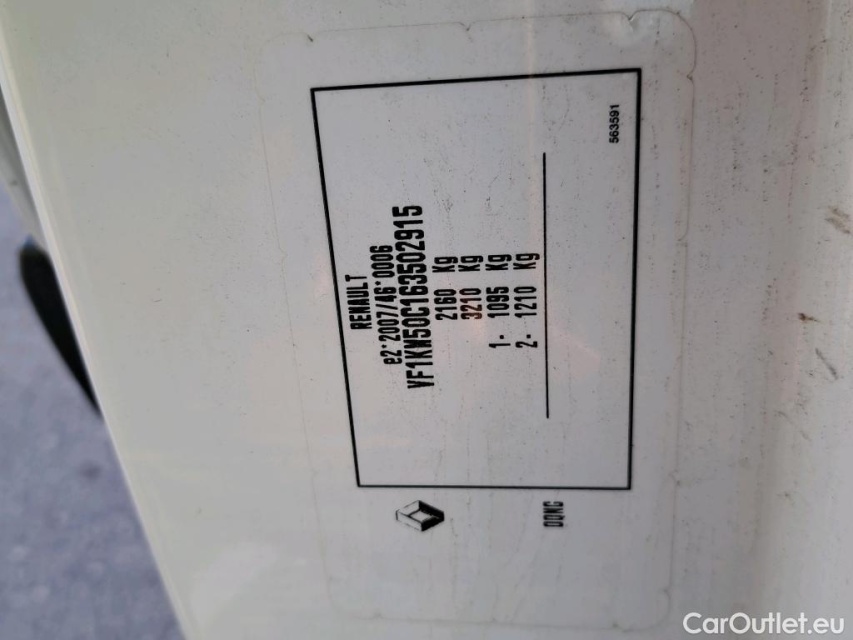 RENAULT
e2*2007/46*0006
VF1KW50C163502915
2160 Kg
3210 Kg
1- 1095 Kg
2- 1210 Kg
563591
DQNC
CarOutlet.eu